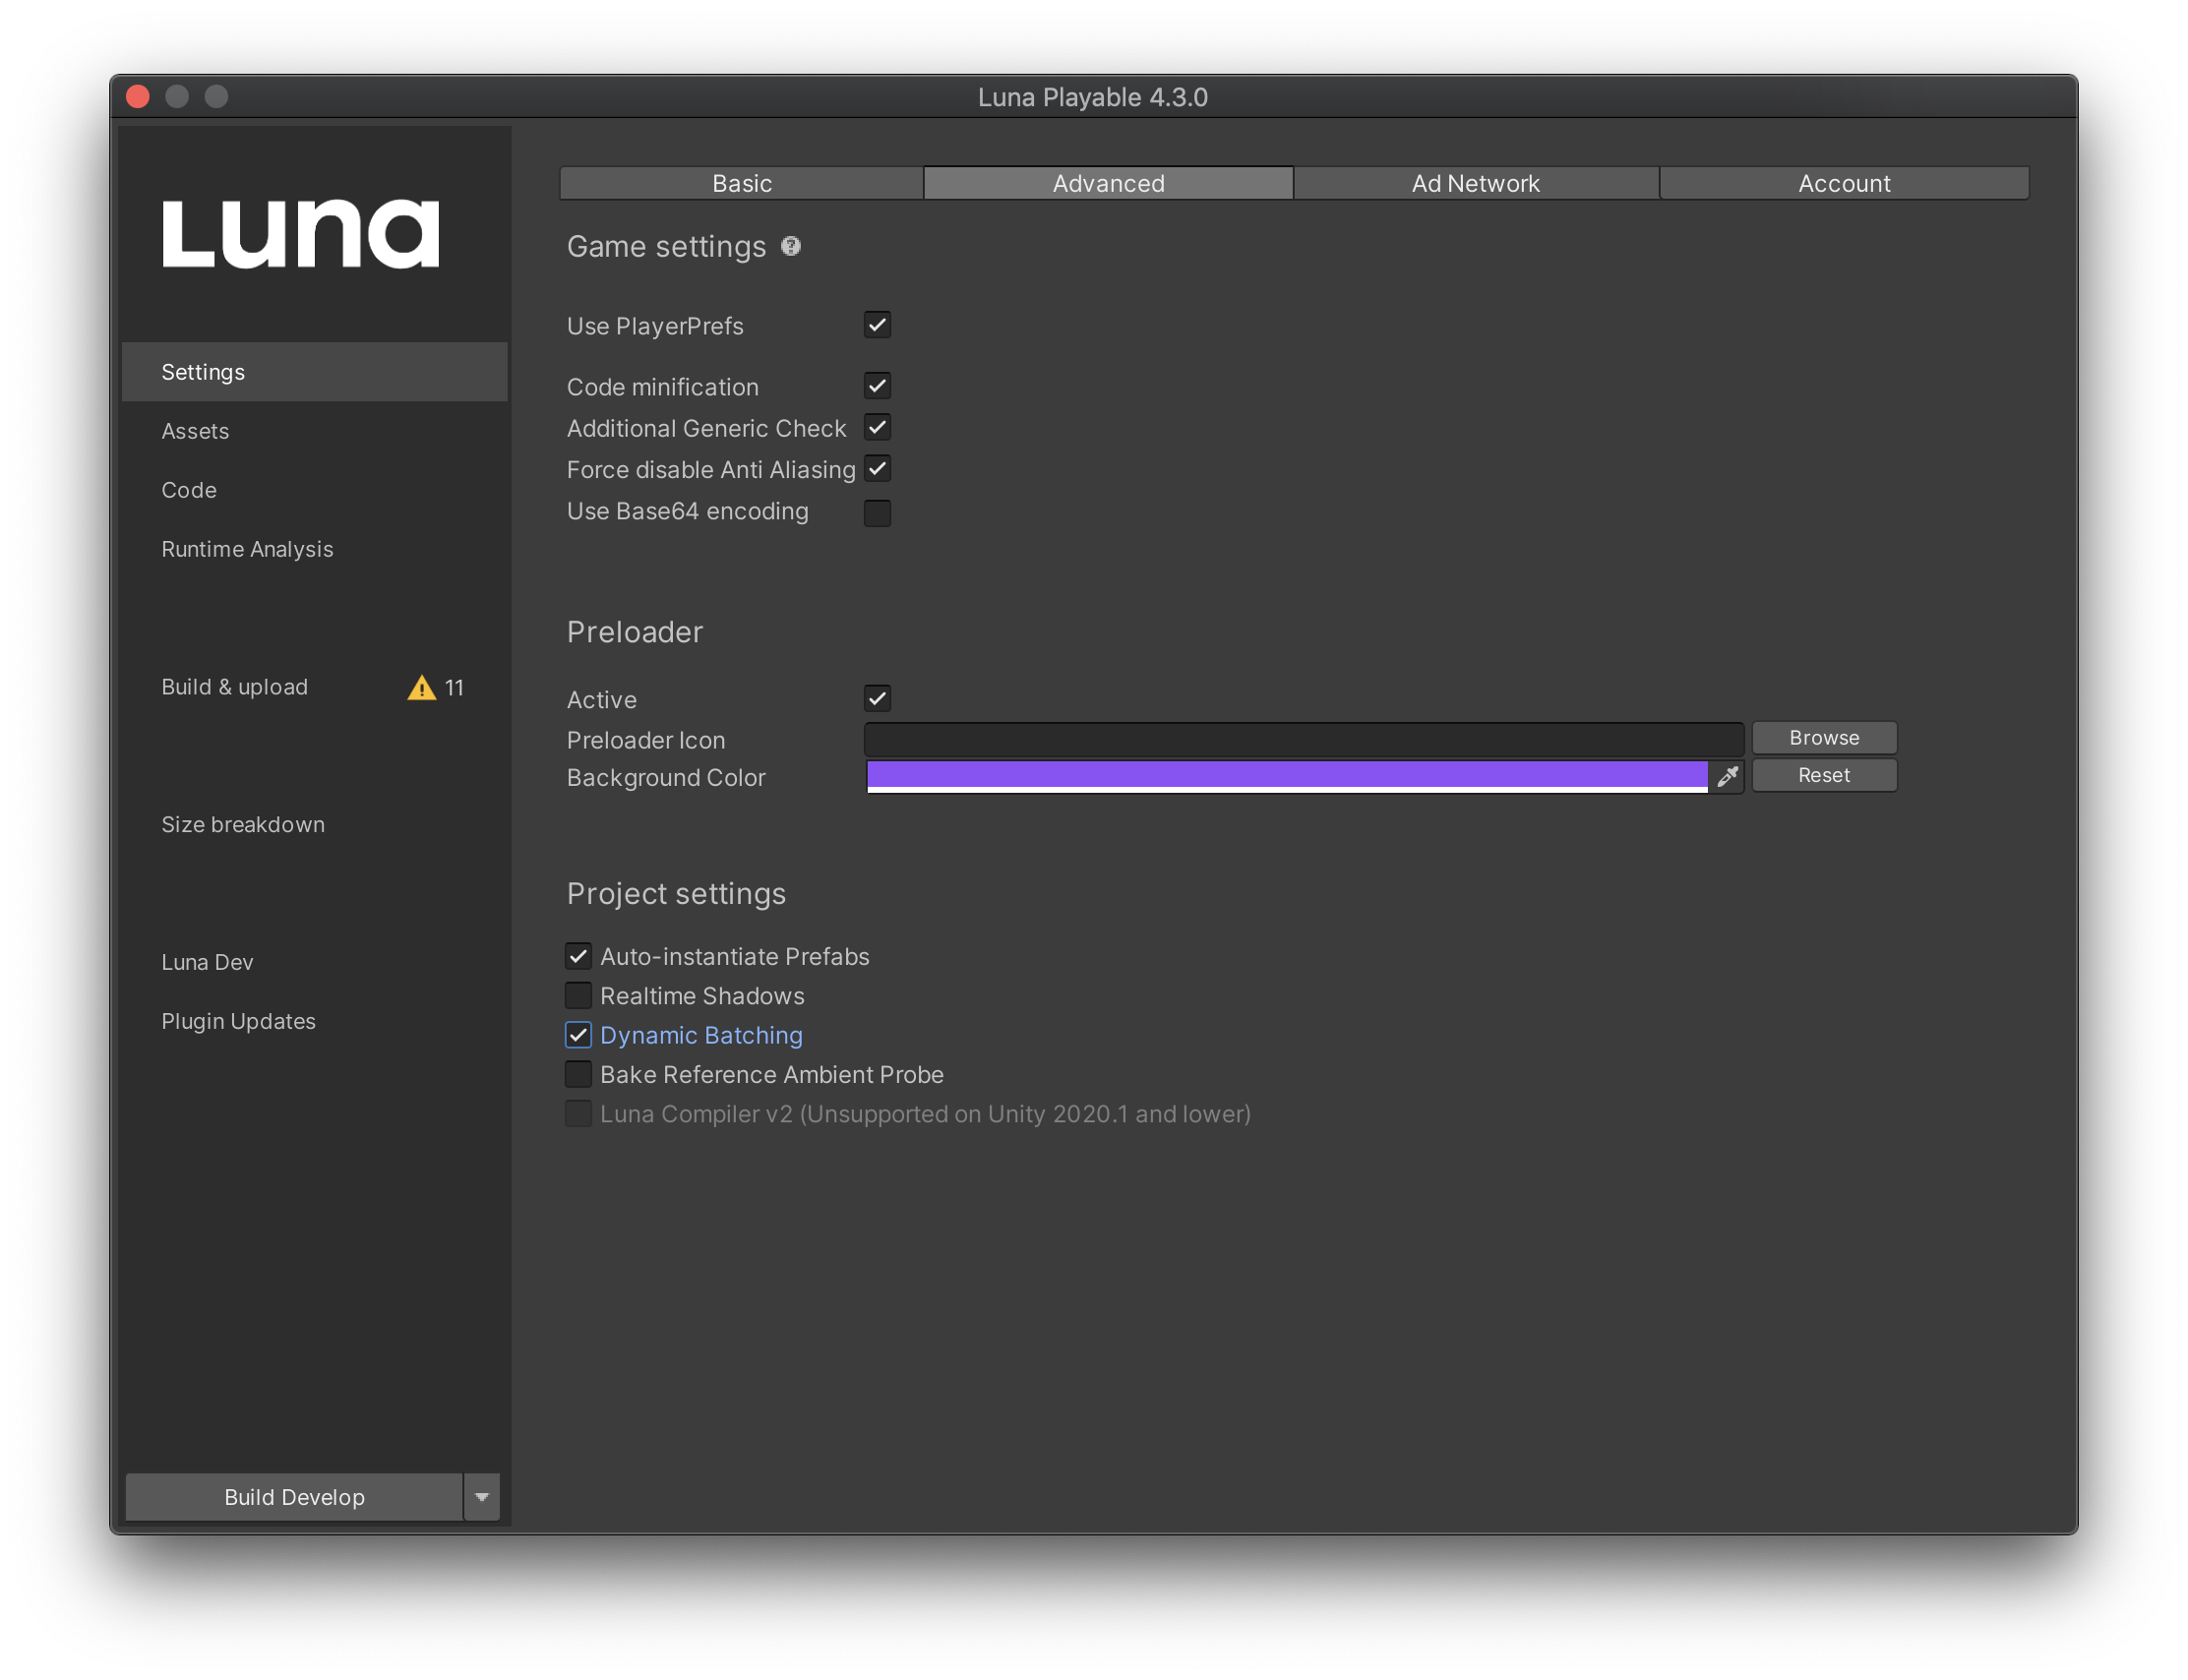 Luna Playable 4.3.0
Luna
Settings
Assets
Code
Runtime Analysis
Build & upload 11
Size breakdown
Luna Dev
Plugin Updates
Build Develop
Basic Advanced Ad Network Account
Game settings
Use PlayerPrefs
Code minification
Additional Generic Check
Force disable Anti Aliasing
Use Base64 encoding
Preloader
Active
Preloader Icon Browse
Background Color Reset
Project settings
Auto-instantiate Prefabs
Realtime Shadows
Dynamic Batching
Bake Reference Ambient Probe
Luna Compiler v2 (Unsupported on Unity 2020.1 and lower)